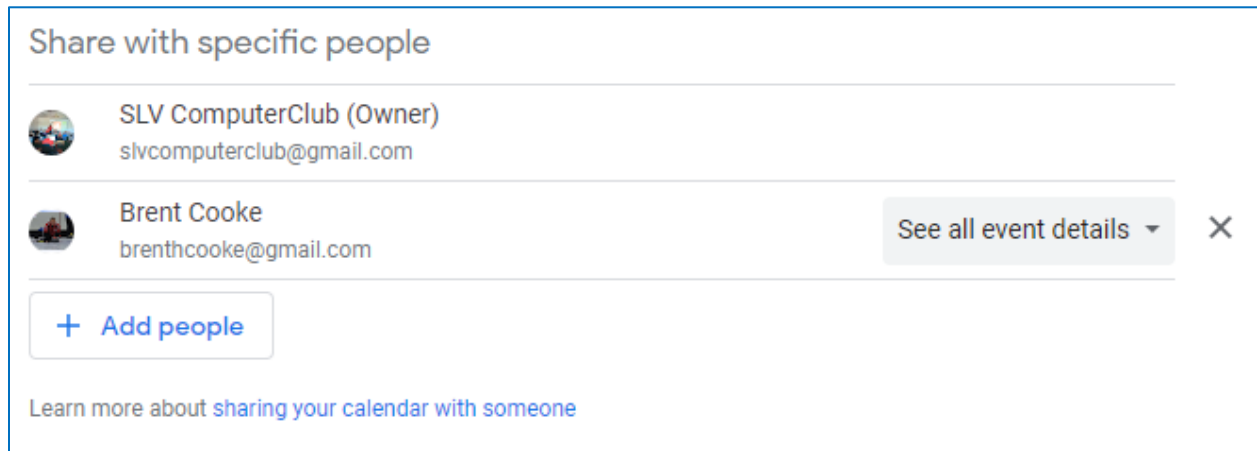 Share with specific people
SLV ComputerClub (Owner)
slvcomputerclub@gmail.com
Brent Cooke
brenthcooke@gmail.com
See all event details
Add people
Learn more about sharing your calendar with someone